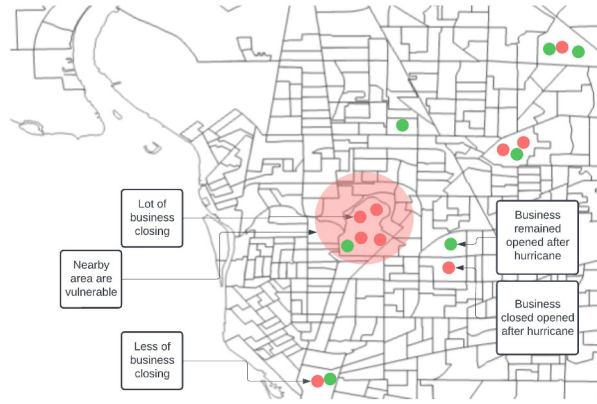 Lot of
business
closing
Nearby
area are
vulnerable
Less of
business
closing
Business
remained
opened after
hurricane
Business
closed opened
after hurricane